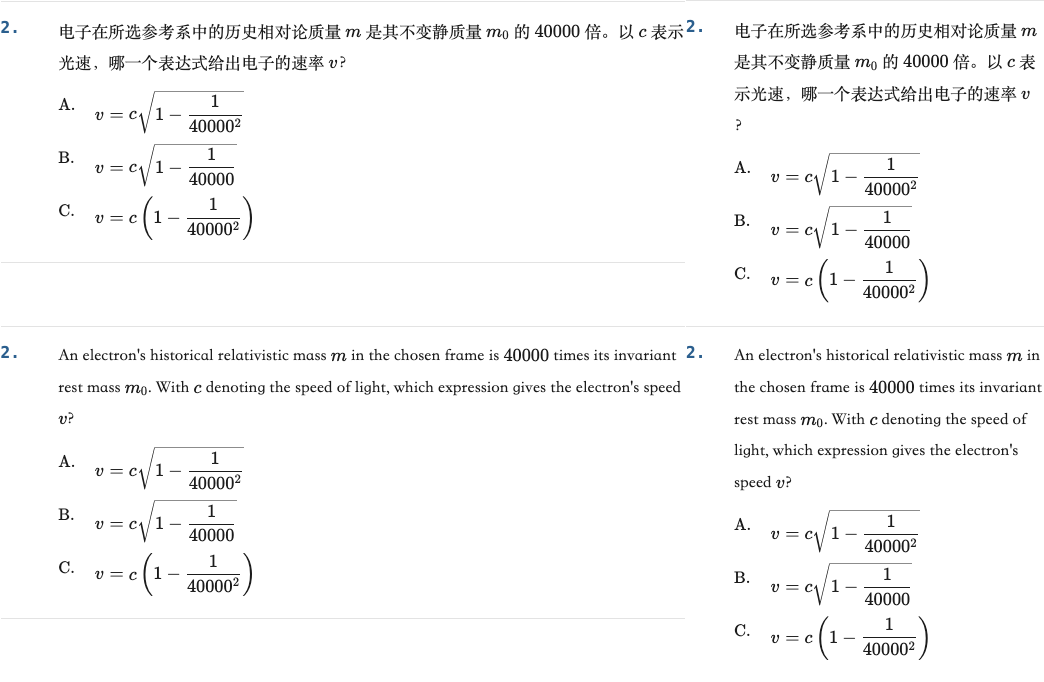 2. 电子在所选参考系中的历史相对论质量 m 是其不变静质量 m₀ 的 40000 倍。以 c 表示
光速，哪一个表达式给出电子的速率 v?
A. v = c√(1 − 1/40000²)
B. v = c√(1 − 1/40000)
C. v = c(1 − 1/40000²)
2. 电子在所选参考系中的历史相对论质量 m
是其不变静质量 m₀ 的 40000 倍。以 c 表
示光速，哪一个表达式给出电子的速率 v
?
A. v = c√(1 − 1/40000²)
B. v = c√(1 − 1/40000)
C. v = c(1 − 1/40000²)
2. An electron's historical relativistic mass m in the chosen frame is 40000 times its invariant
rest mass m₀. With c denoting the speed of light, which expression gives the electron's speed
v?
A. v = c√(1 − 1/40000²)
B. v = c√(1 − 1/40000)
C. v = c(1 − 1/40000²)
2. An electron's historical relativistic mass m in
the chosen frame is 40000 times its invariant
rest mass m₀. With c denoting the speed of
light, which expression gives the electron's
speed v?
A. v = c√(1 − 1/40000²)
B. v = c√(1 − 1/40000)
C. v = c(1 − 1/40000²)